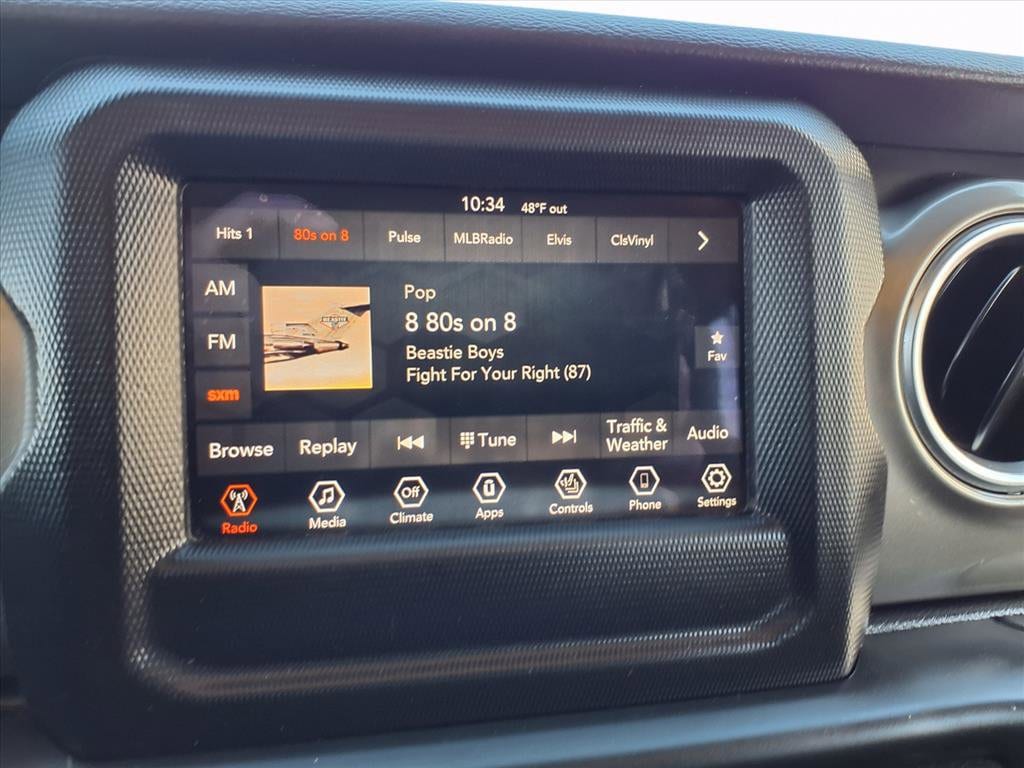 10:34 48°F out
Hits 1 80s on 8 Pulse MLBRadio Elvis ClsVinyl
AM
FM
sxm
BEASTIE
Pop
8 80s on 8
Beastie Boys
Fight For Your Right (87)
Fav
Browse Replay Tune Traffic & Weather Audio
Radio Media Off Climate Apps Controls Phone Settings